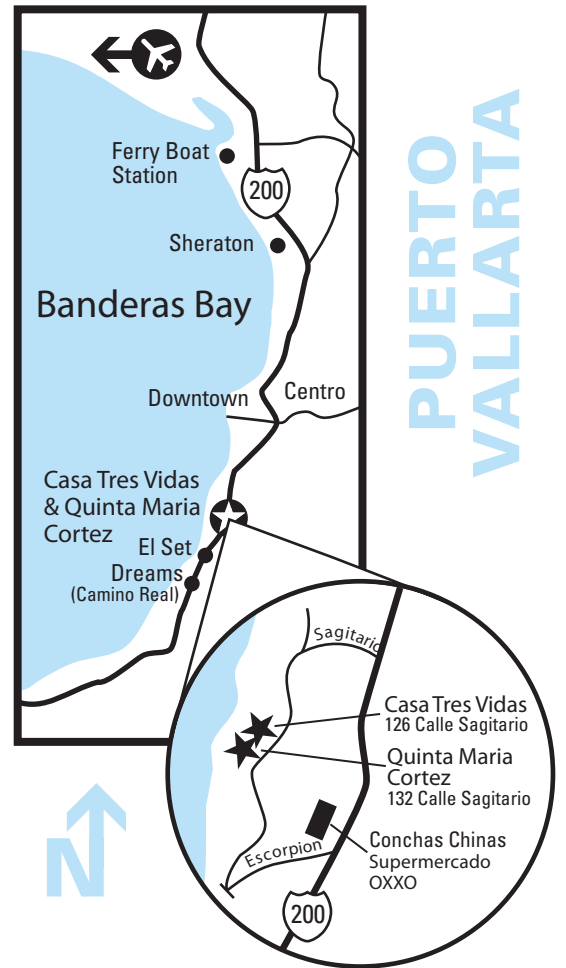 Ferry Boat
Station
200
Sheraton
Banderas Bay
Downtown
Centro
Casa Tres Vidas
& Quinta Maria
Cortez
El Set
Dreams
(Camino Real)
PUERTO
VALLARTA
Sagitario
Casa Tres Vidas
126 Calle Sagitario
Quinta Maria
Cortez
132 Calle Sagitario
Conchas Chinas
Supermercado
OXXO
Escorpion
200
N